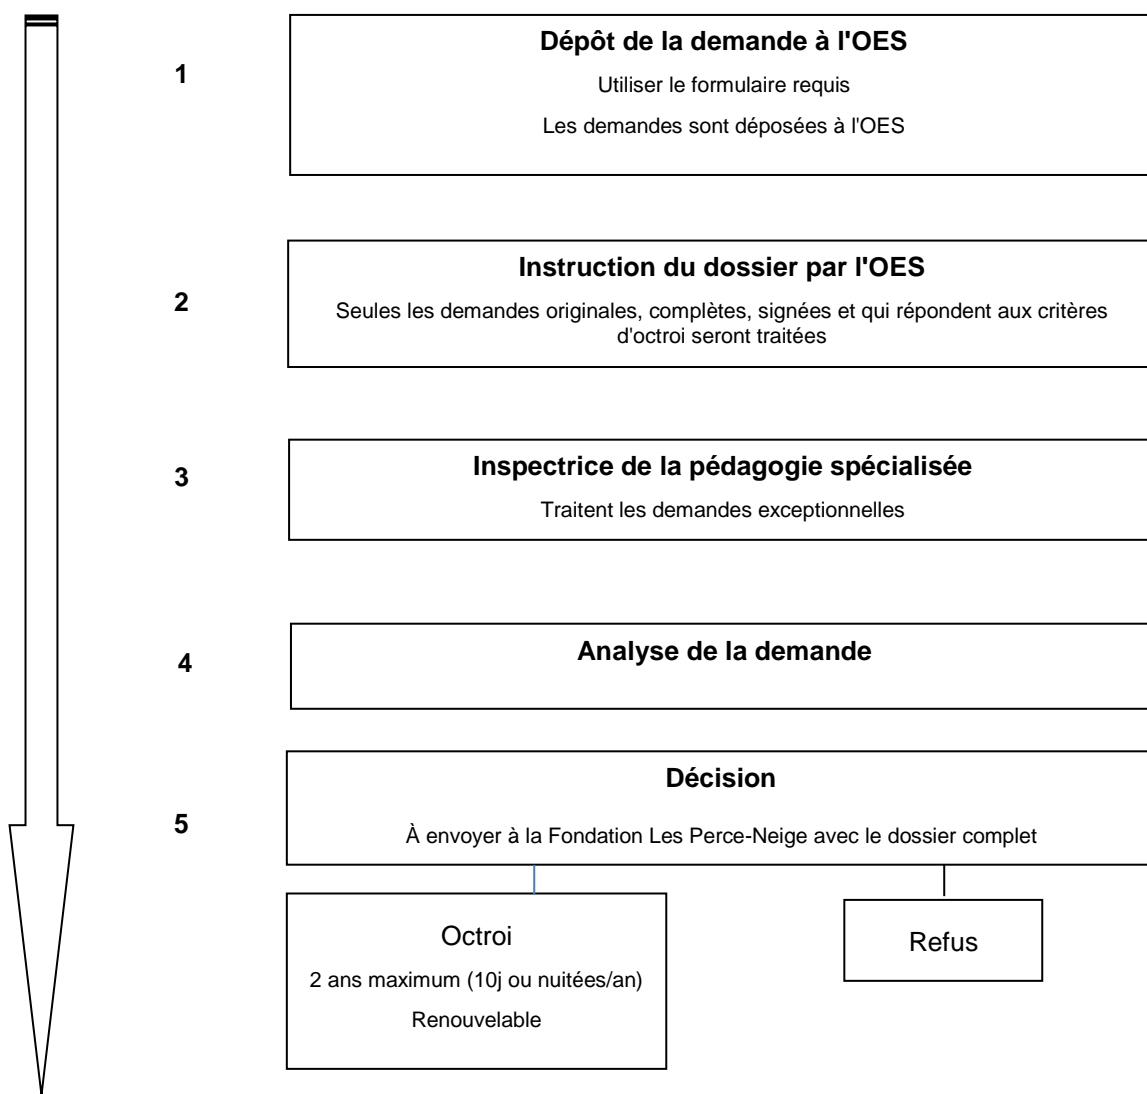 1
Dépôt de la demande à l'OES
Utiliser le formulaire requis
Les demandes sont déposées à l'OES
2
Instruction du dossier par l'OES
Seules les demandes originales, complètes, signées et qui répondent aux critères
d'octroi seront traitées
3
Inspectrice de la pédagogie spécialisée
Traitent les demandes exceptionnelles
4
Analyse de la demande
5
Décision
À envoyer à la Fondation Les Perce-Neige avec le dossier complet
Octroi
2 ans maximum (10j ou nuitées/an)
Renouvelable
Refus